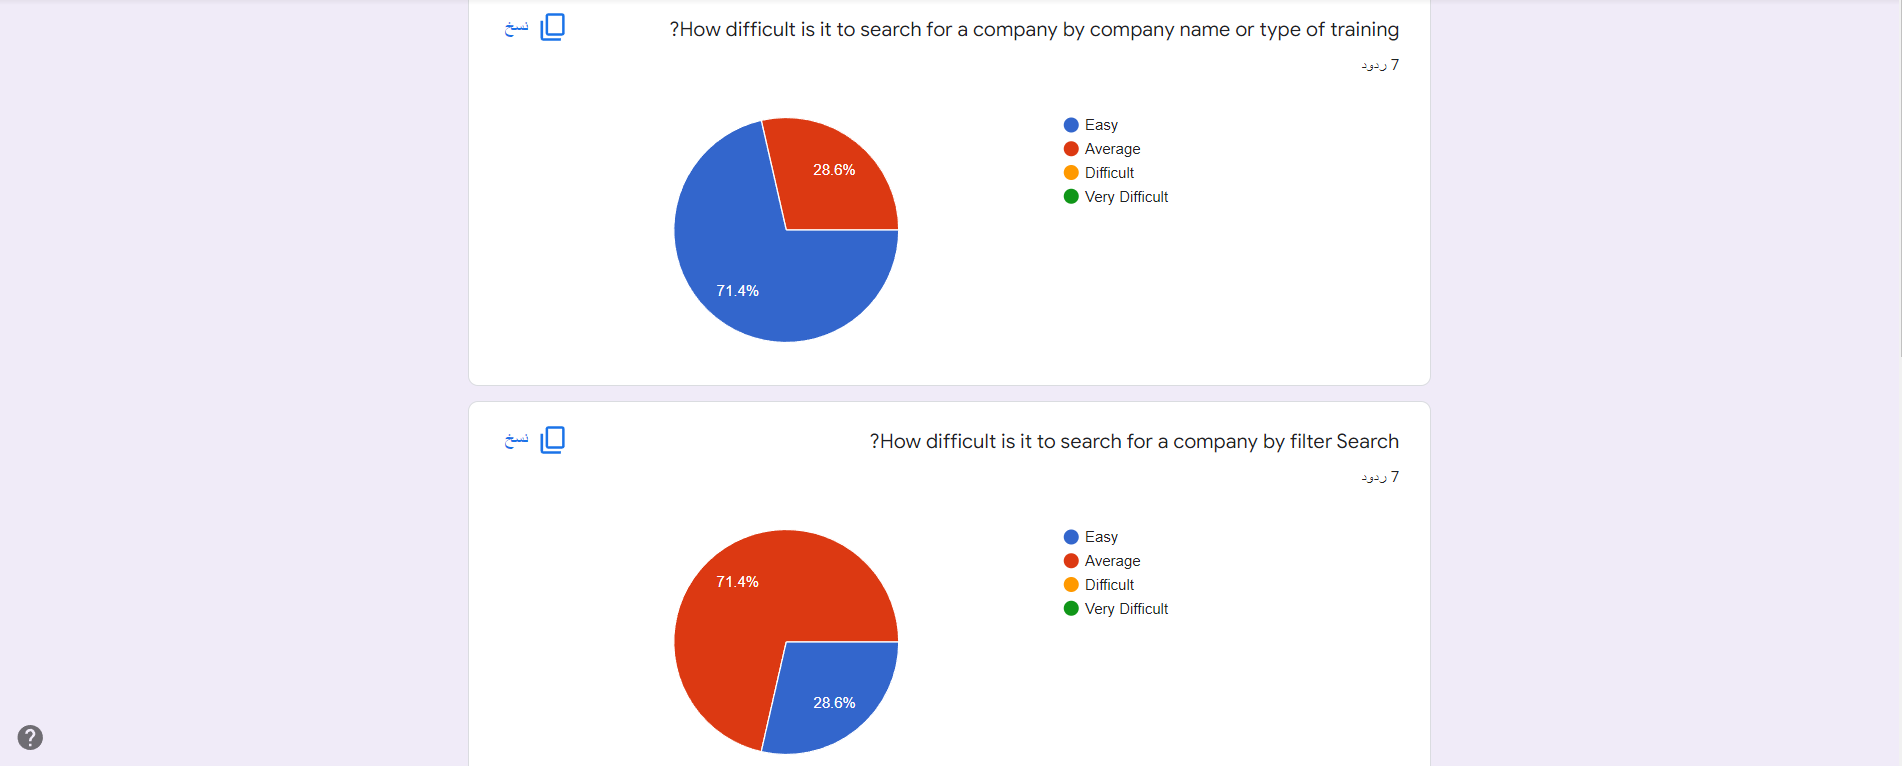 ?How difficult is it to search for a company by company name or type of training
نسخ
7 ردود
Easy
Average
Difficult
Very Difficult
28.6%
71.4%
?How difficult is it to search for a company by filter Search
نسخ
7 ردود
Easy
Average
Difficult
Very Difficult
71.4%
28.6%
?